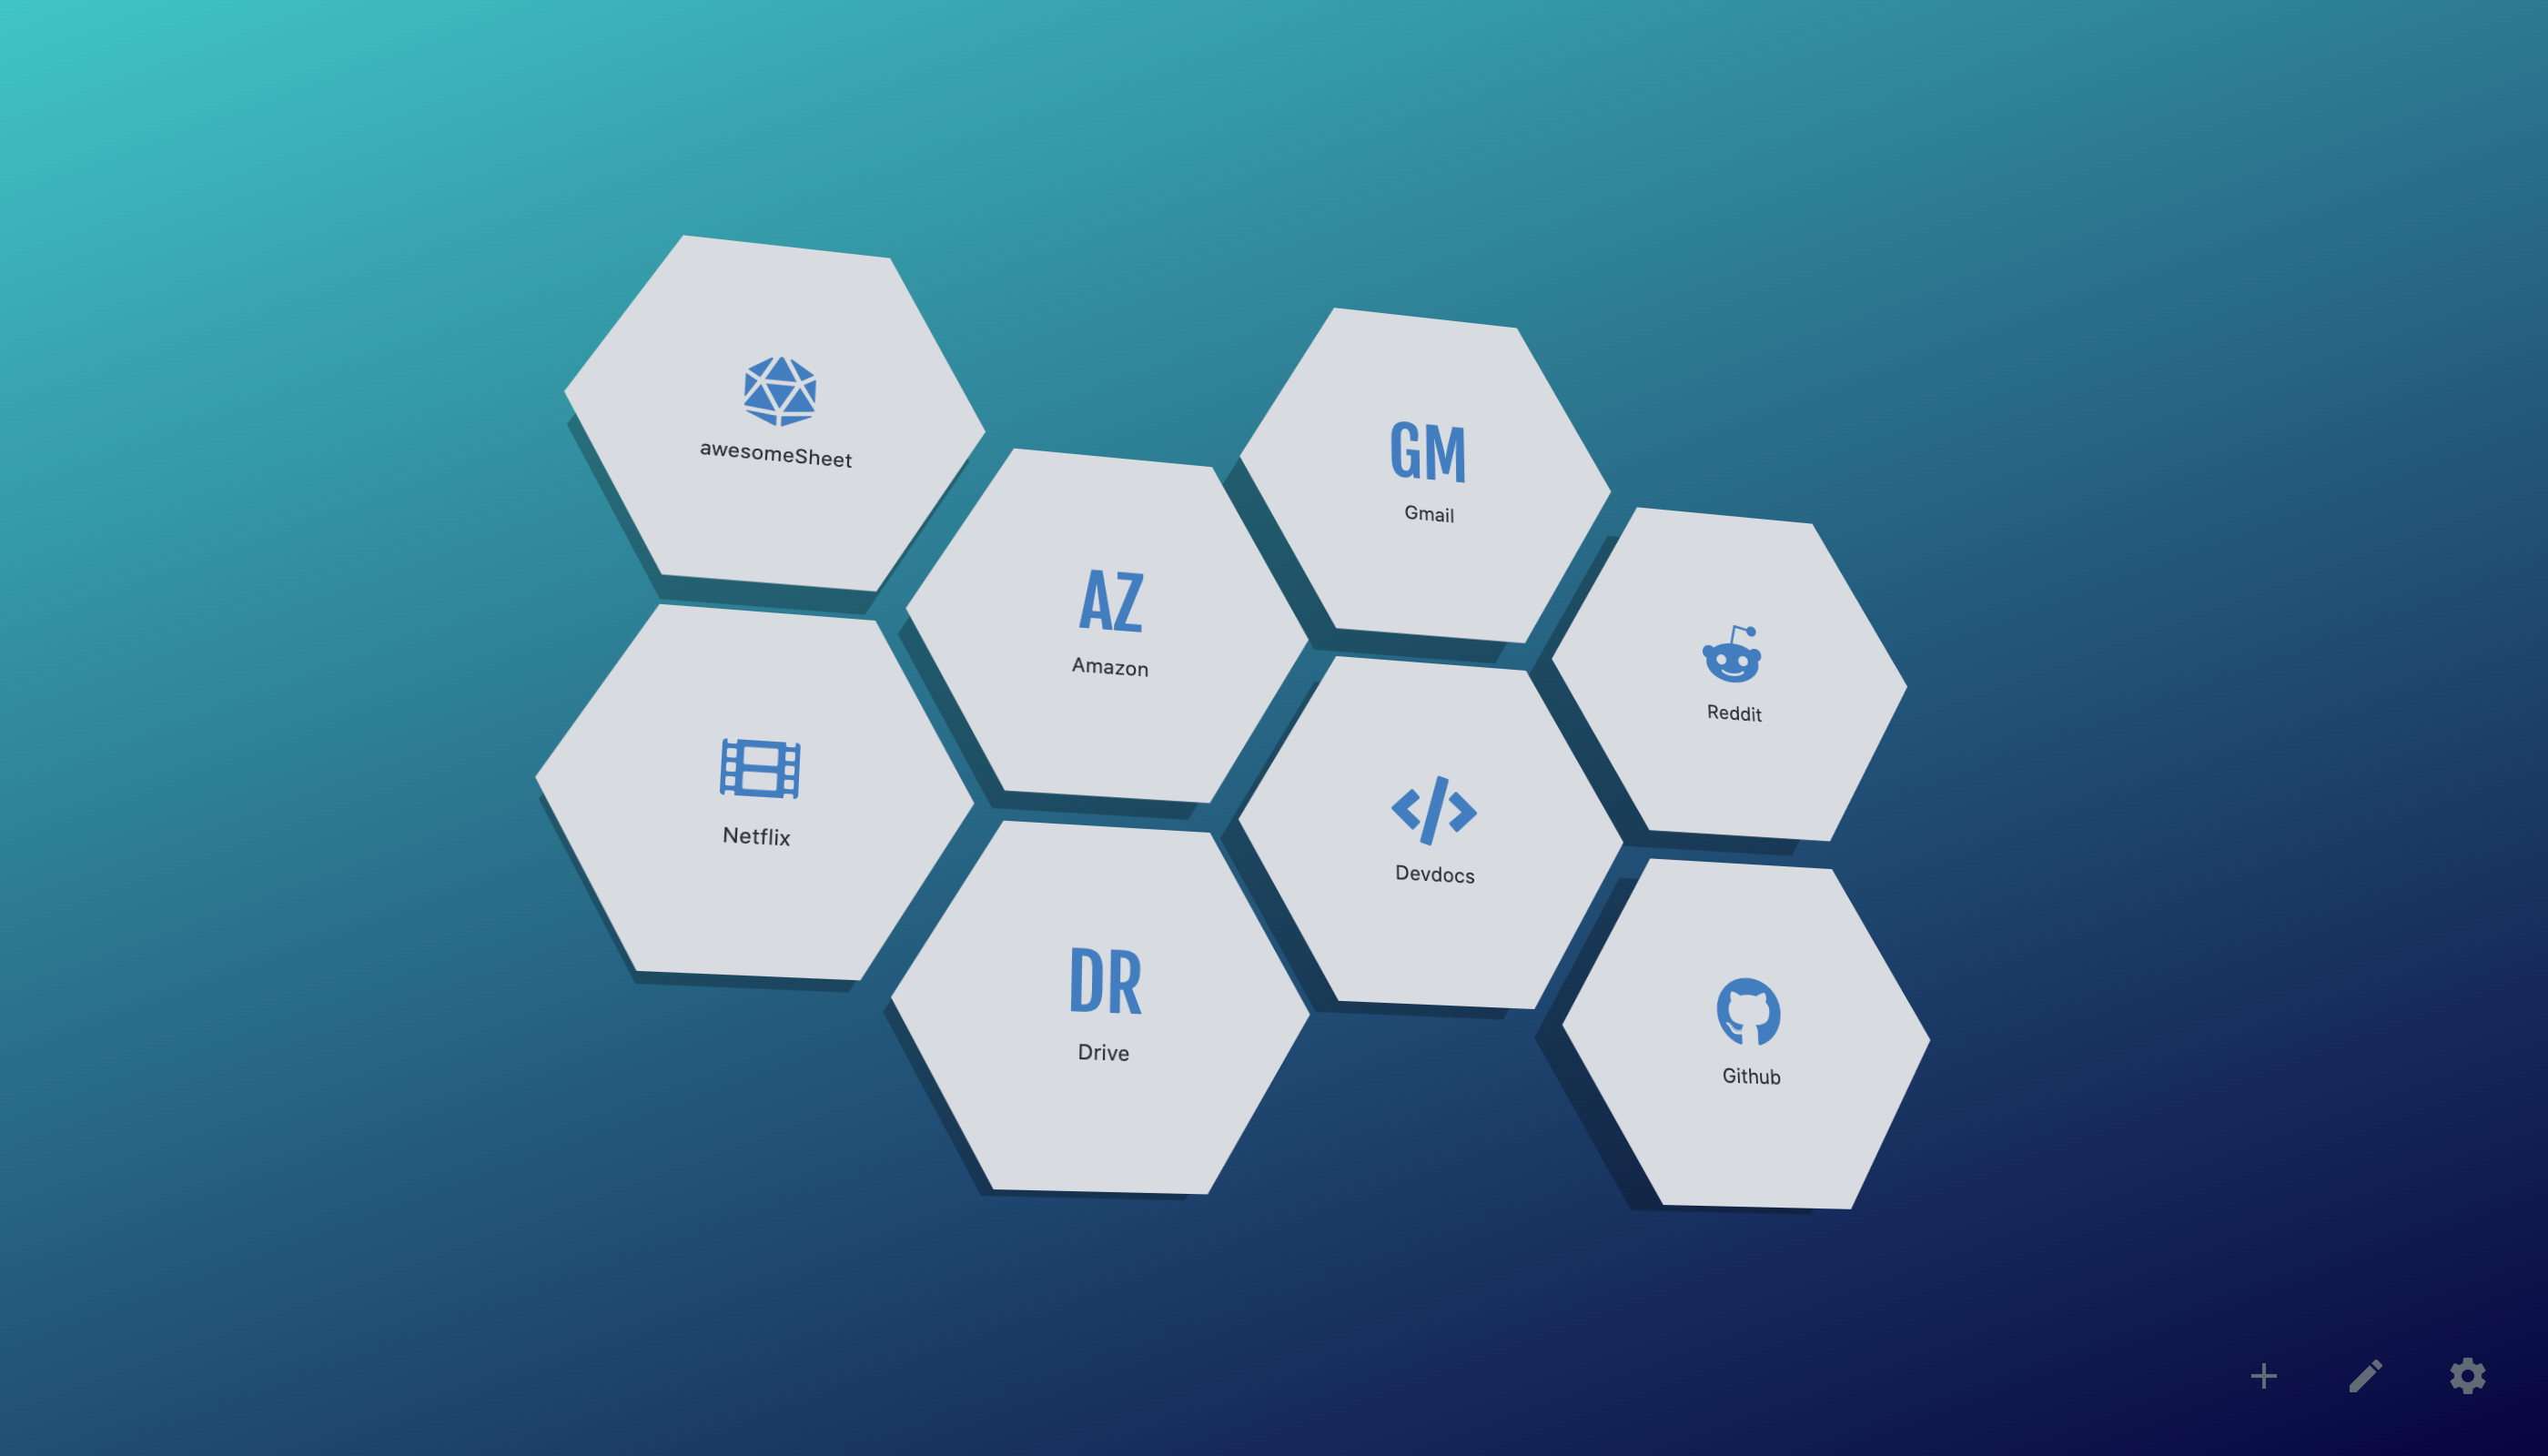 awesomeSheet
GM
Gmail
AZ
Amazon
Reddit
Netflix
Devdocs
DR
Drive
Github